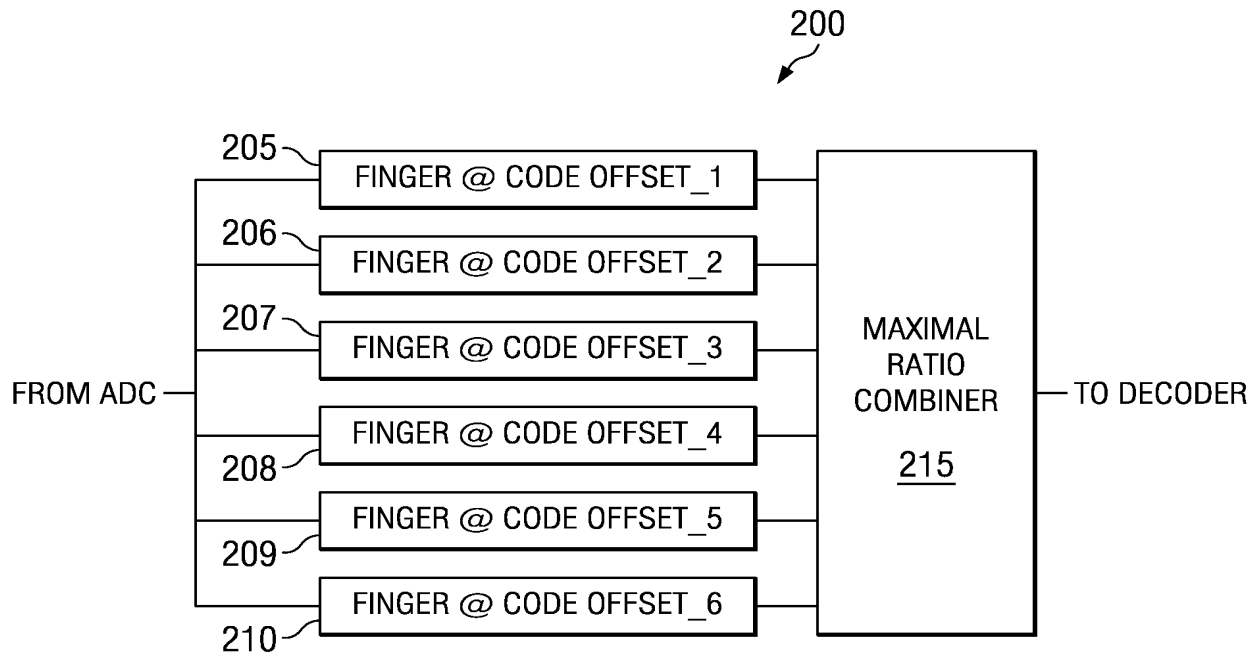 200
205
FINGER @ CODE OFFSET_1
206
FINGER @ CODE OFFSET_2
207
FINGER @ CODE OFFSET_3
FROM ADC
FINGER @ CODE OFFSET_4
208
FINGER @ CODE OFFSET_5
209
FINGER @ CODE OFFSET_6
210
MAXIMAL
RATIO
COMBINER
215
TO DECODER